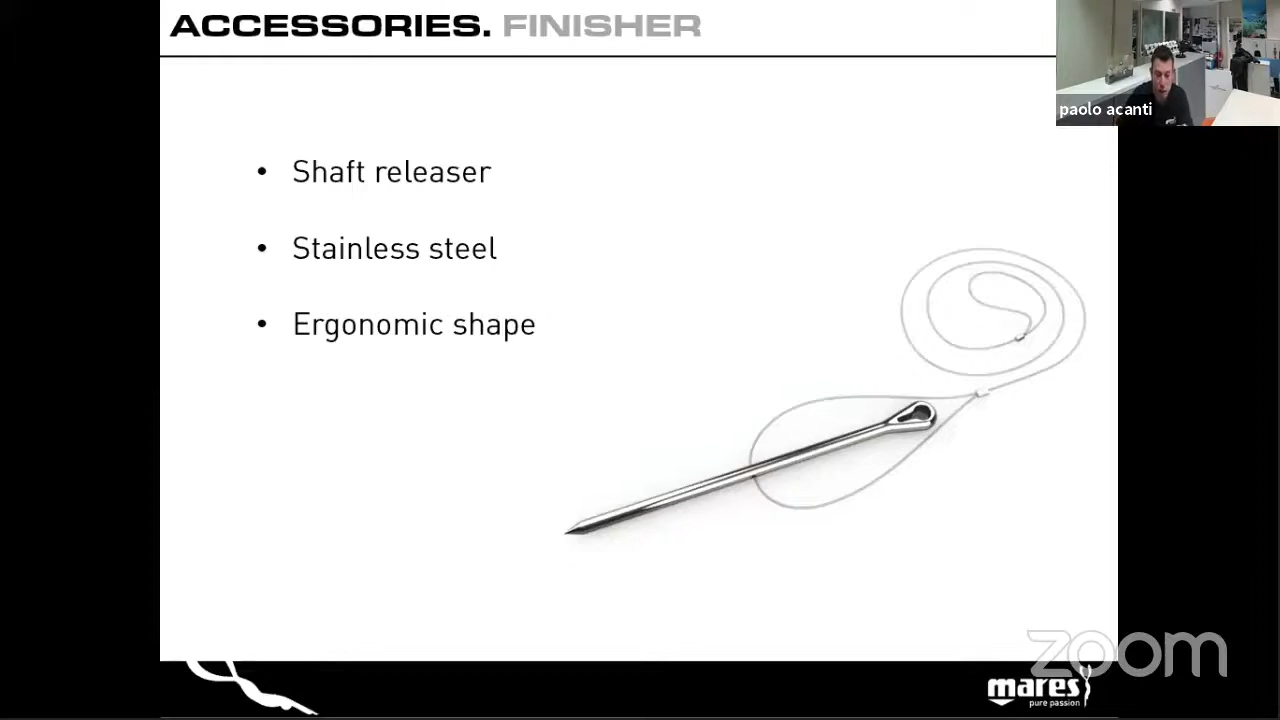 ACCESSORIES. FINISHER
paolo acanti
• Shaft releaser
• Stainless steel
• Ergonomic shape
zoom
mares
pure passion